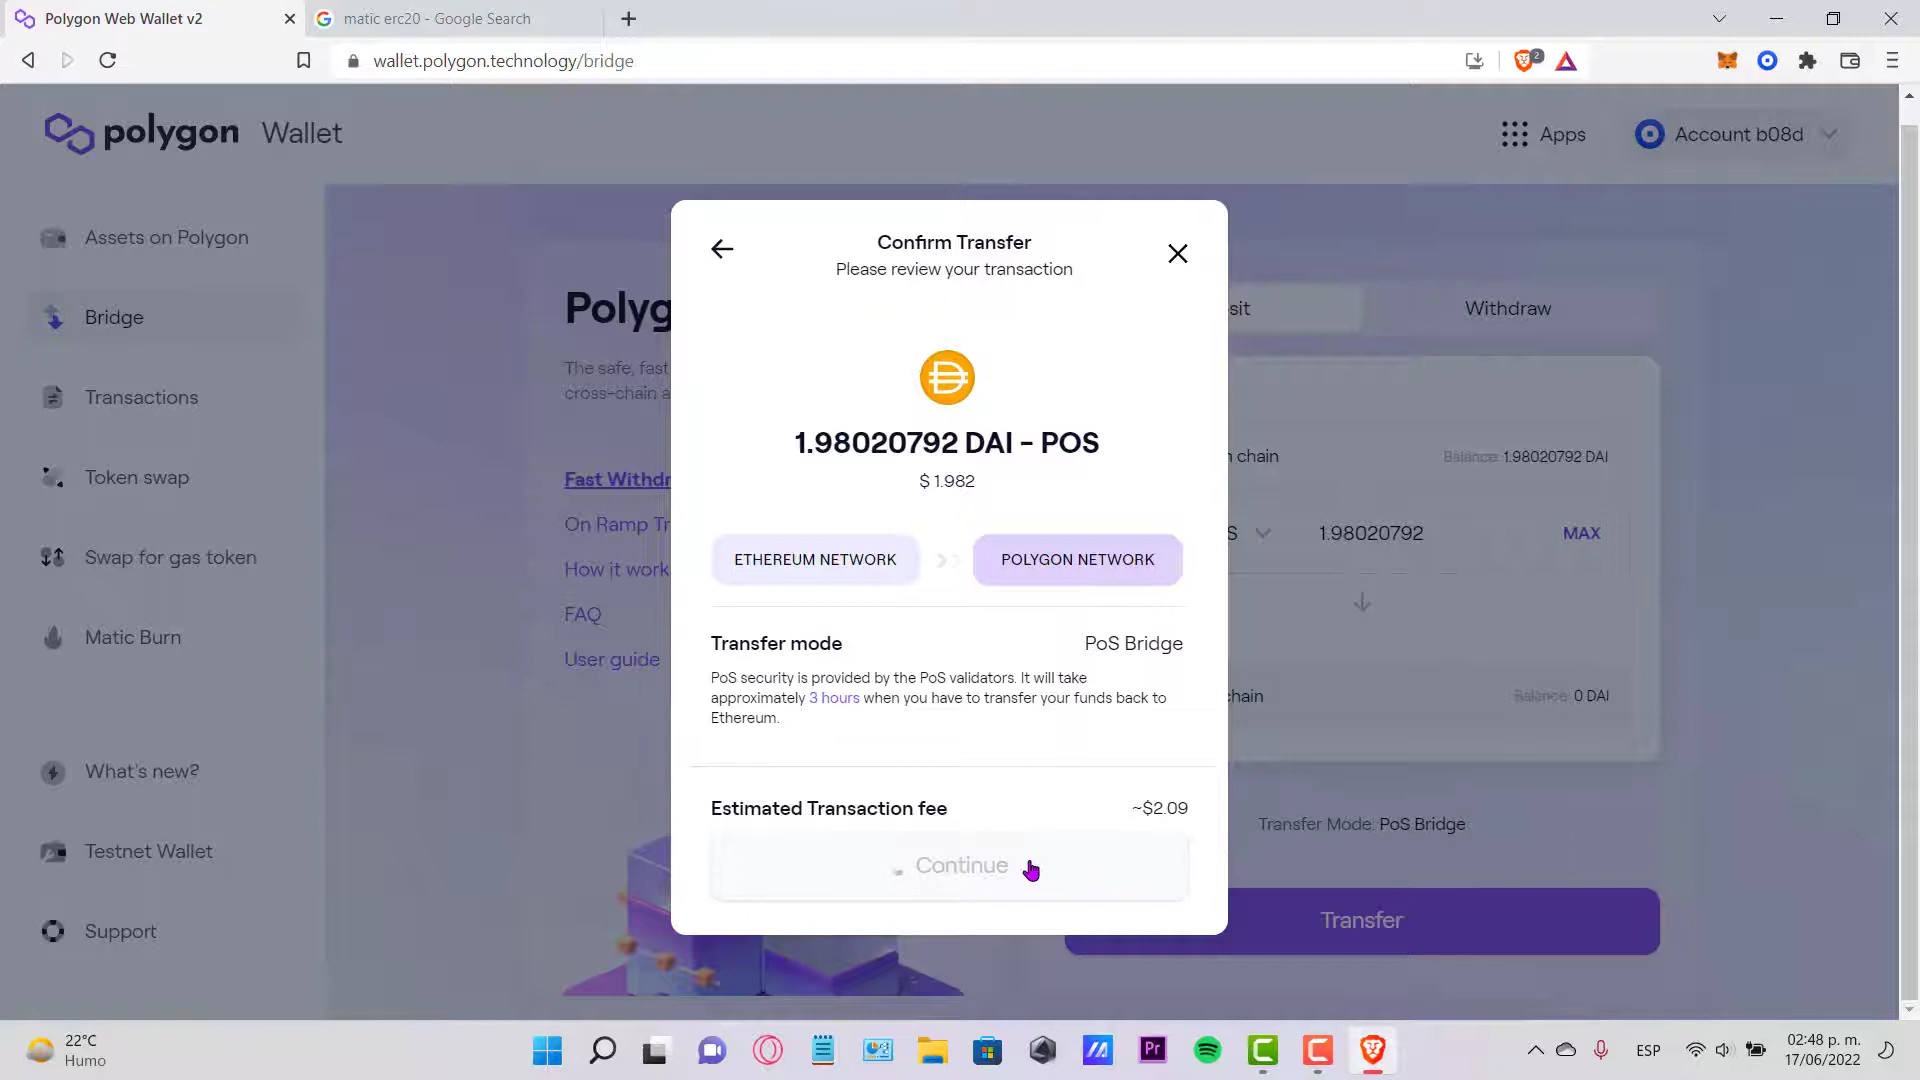 Polygon Web Wallet v2
matic erc20 - Google Search
wallet.polygon.technology/bridge
2
polygon Wallet
Apps
Account b08d
Assets on Polygon
Bridge
Transactions
Token swap
Swap for gas token
Matic Burn
What's new?
Testnet Wallet
Support
Polyg
The safe, fast
cross-chain a
Fast Withdr
On Ramp Tr
How it work
FAQ
User guide
Confirm Transfer
Please review your transaction
1.98020792 DAI - POS
$ 1.982
ETHEREUM NETWORK
POLYGON NETWORK
Transfer mode
PoS Bridge
PoS security is provided by the PoS validators. It will take
approximately 3 hours when you have to transfer your funds back to
Ethereum.
Estimated Transaction fee
~$2.09
Continue
sit
Withdraw
n chain
Balance: 1.98020792 DAI
S
1.98020792
MAX
chain
Balance: 0 DAI
Transfer Mode: PoS Bridge
Transfer
22°C
Humo
Pr
ESP
02:48 p. m.
17/06/2022